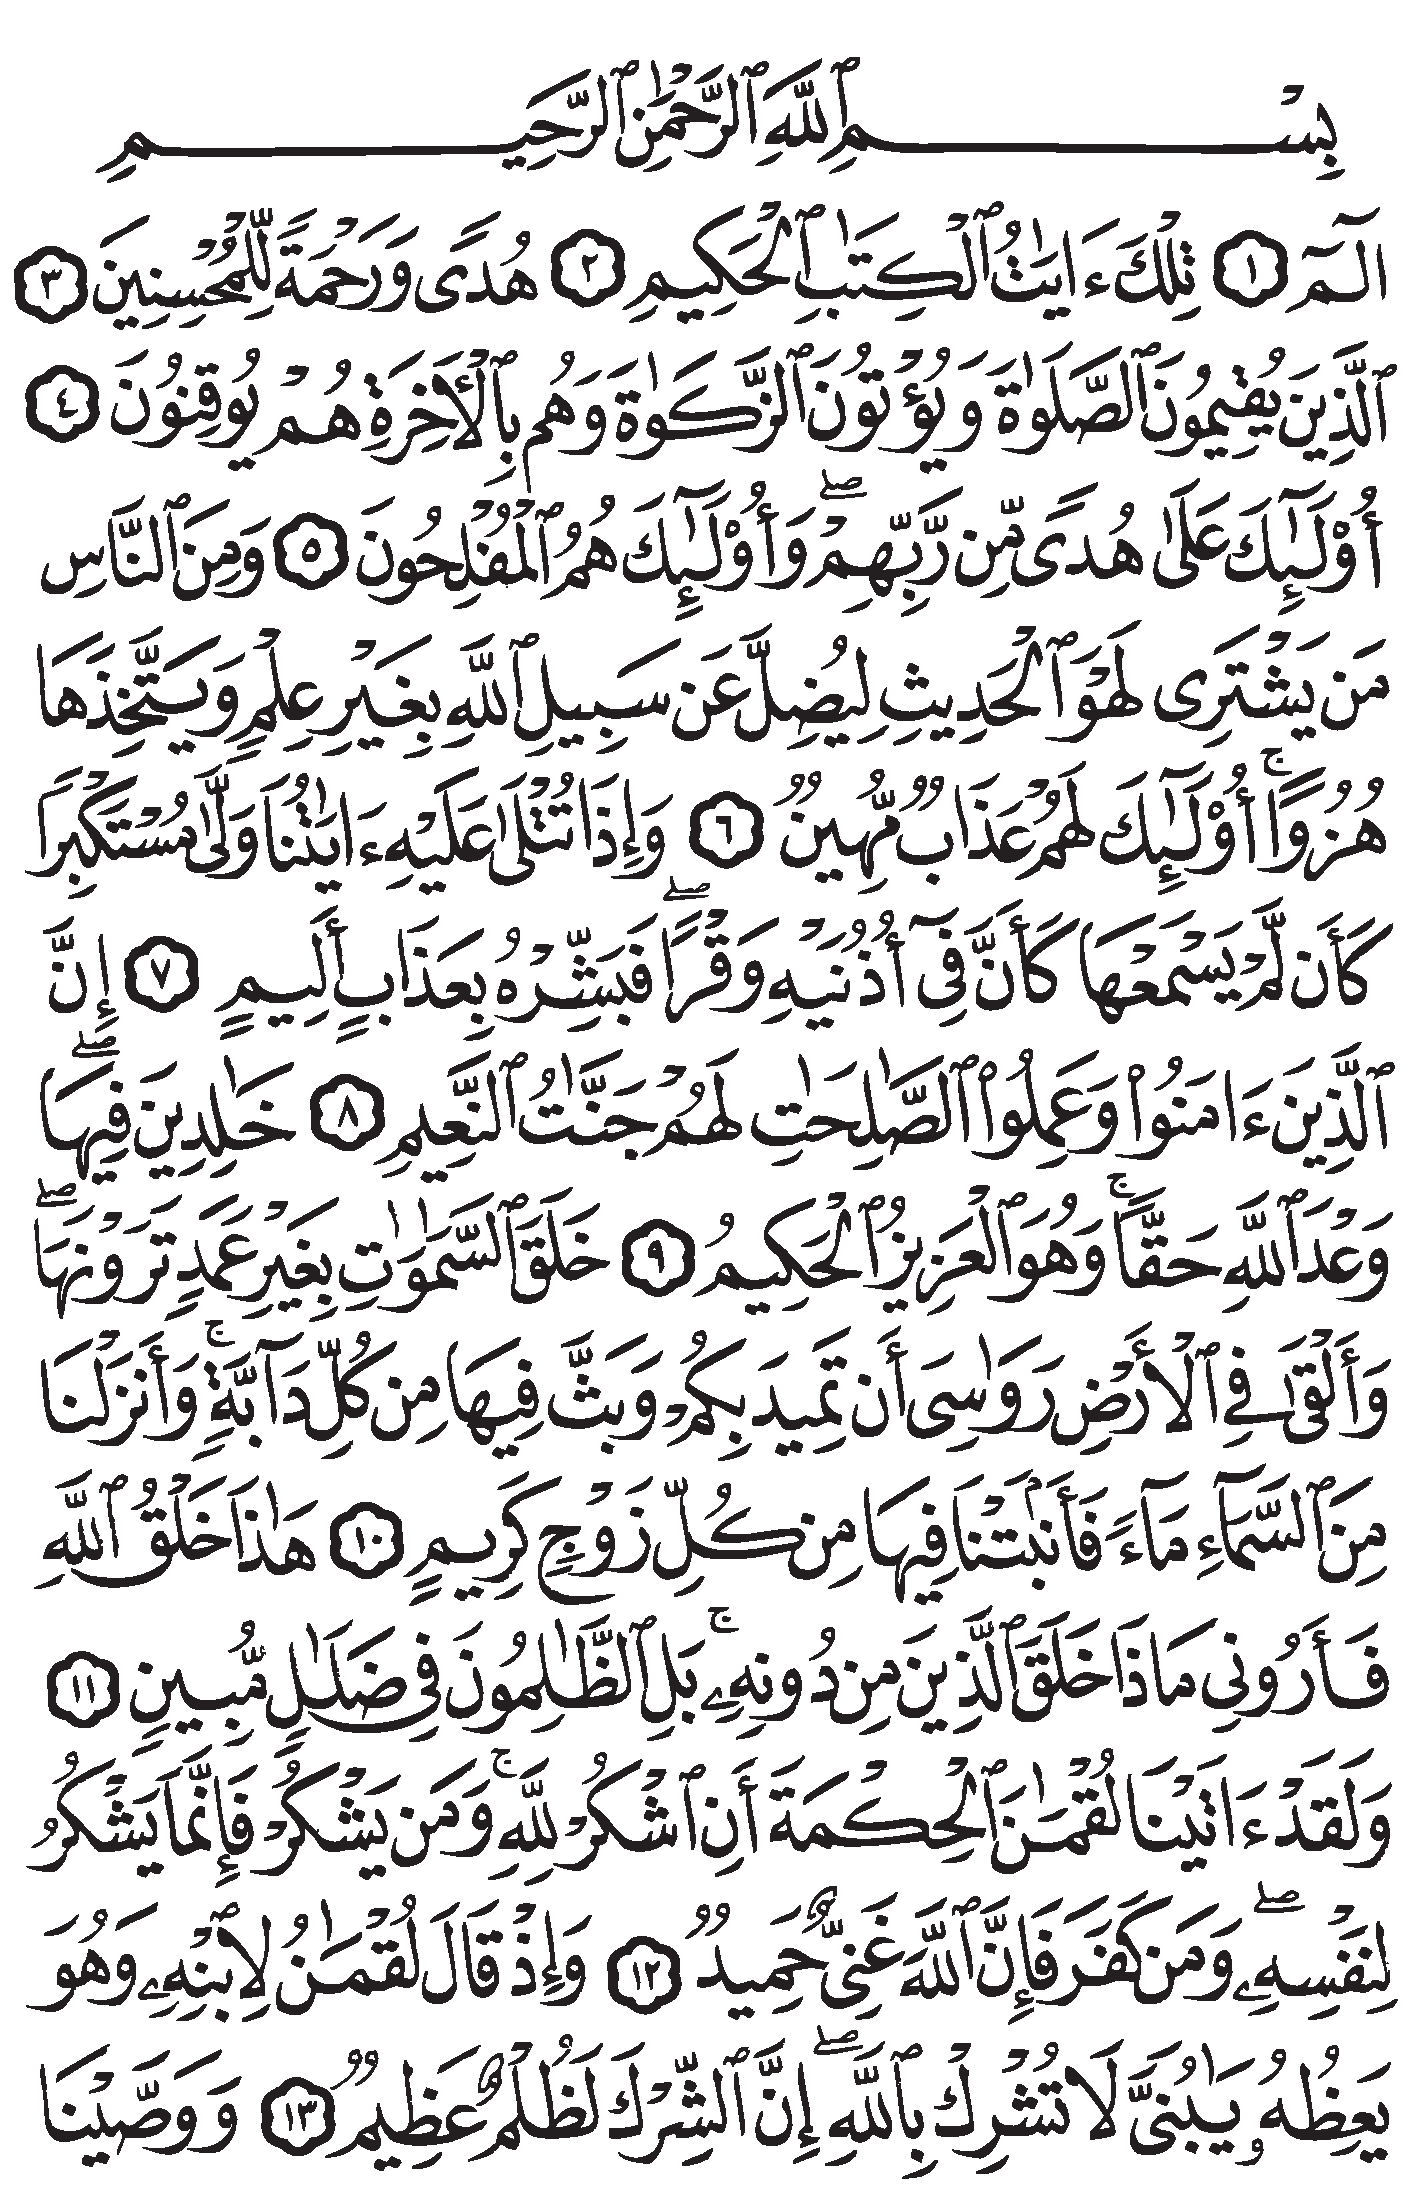 بِسْمِ ٱللَّهِ ٱلرَّحْمَٰنِ ٱلرَّحِيمِ
الٓمٓ ١ تِلْكَ ءَايَٰتُ ٱلْكِتَٰبِ ٱلْحَكِيمِ ٢ هُدًى وَرَحْمَةً لِّلْمُحْسِنِينَ ٣
ٱلَّذِينَ يُقِيمُونَ ٱلصَّلَوٰةَ وَيُؤْتُونَ ٱلزَّكَوٰةَ وَهُم بِٱلْأَخِرَةِ هُمْ يُوقِنُونَ ٤
أُو۟لَٰٓئِكَ عَلَىٰ هُدًى مِّن رَّبِّهِمْ ۖ وَأُو۟لَٰٓئِكَ هُمُ ٱلْمُفْلِحُونَ ٥ وَمِنَ ٱلنَّاسِ
مَن يَشْتَرِى لَهْوَ ٱلْحَدِيثِ لِيُضِلَّ عَن سَبِيلِ ٱللَّهِ بِغَيْرِ عِلْمٍ وَيَتَّخِذَهَا
هُزُوًا ۚ أُو۟لَٰٓئِكَ لَهُمْ عَذَابٌ مُّهِينٌ ٦ وَإِذَا تُتْلَىٰ عَلَيْهِ ءَايَٰتُنَا وَلَّىٰ مُسْتَكْبِرًا
كَأَن لَّمْ يَسْمَعْهَا كَأَنَّ فِىٓ أُذُنَيْهِ وَقْرًا ۖ فَبَشِّرْهُ بِعَذَابٍ أَلِيمٍ ٧ إِنَّ
ٱلَّذِينَ ءَامَنُوا۟ وَعَمِلُوا۟ ٱلصَّٰلِحَٰتِ لَهُمْ جَنَّٰتُ ٱلنَّعِيمِ ٨ خَٰلِدِينَ فِيهَا ۖ
وَعْدَ ٱللَّهِ حَقًّا ۚ وَهُوَ ٱلْعَزِيزُ ٱلْحَكِيمُ ٩ خَلَقَ ٱلسَّمَٰوَٰتِ بِغَيْرِ عَمَدٍ تَرَوْنَهَا ۖ
وَأَلْقَىٰ فِى ٱلْأَرْضِ رَوَٰسِىَ أَن تَمِيدَ بِكُمْ وَبَثَّ فِيهَا مِن كُلِّ دَآبَّةٍ ۚ وَأَنزَلْنَا
مِنَ ٱلسَّمَآءِ مَآءً فَأَنۢبَتْنَا فِيهَا مِن كُلِّ زَوْجٍ كَرِيمٍ ١٠ هَٰذَا خَلْقُ ٱللَّهِ
فَأَرُونِى مَاذَا خَلَقَ ٱلَّذِينَ مِن دُونِهِۦ ۚ بَلِ ٱلظَّٰلِمُونَ فِى ضَلَٰلٍ مُّبِينٍ ١١
وَلَقَدْ ءَاتَيْنَا لُقْمَٰنَ ٱلْحِكْمَةَ أَنِ ٱشْكُرْ لِلَّهِ ۚ وَمَن يَشْكُرْ فَإِنَّمَا يَشْكُرُ
لِنَفْسِهِۦ ۖ وَمَن كَفَرَ فَإِنَّ ٱللَّهَ غَنِىٌّ حَمِيدٌ ١٢ وَإِذْ قَالَ لُقْمَٰنُ لِٱبْنِهِۦ وَهُوَ
يَعِظُهُۥ يَٰبُنَىَّ لَا تُشْرِكْ بِٱللَّهِ ۖ إِنَّ ٱلشِّرْكَ لَظُلْمٌ عَظِيمٌ ١٣ وَوَصَّيْنَا